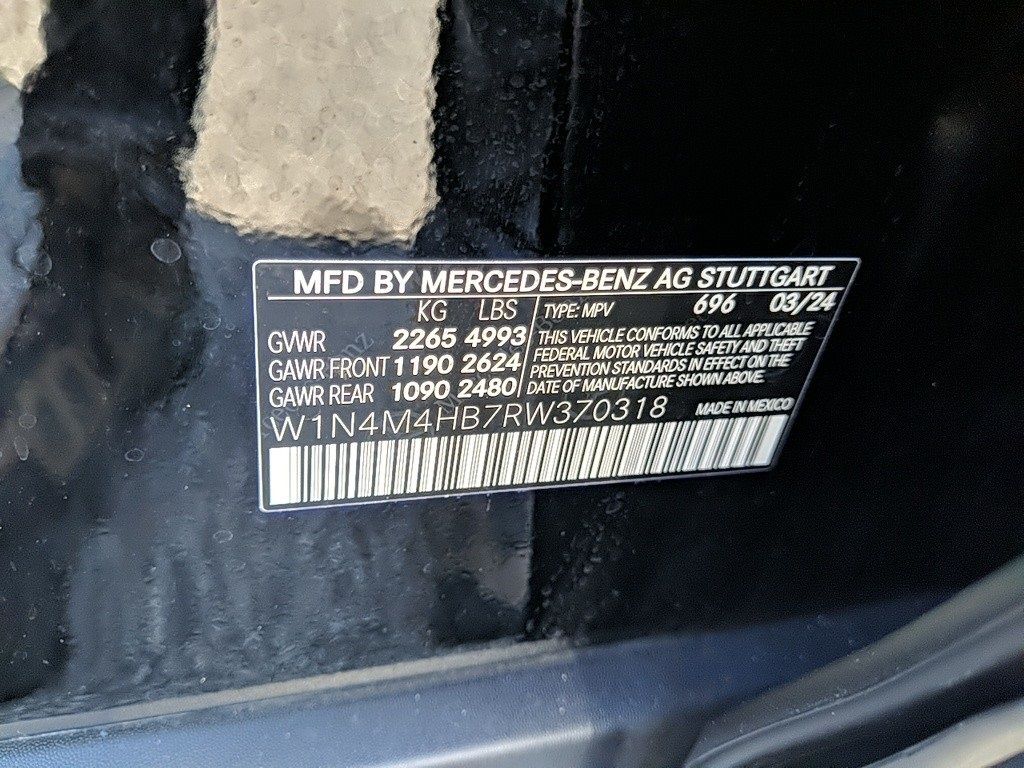 MFD BY MERCEDES-BENZ AG STUTTGART
KG LBS
GVWR 2265 4993
GAWR FRONT 1190 2624
GAWR REAR 1090 2480
TYPE: MPV 696 03/24
THIS VEHICLE CONFORMS TO ALL APPLICABLE
FEDERAL MOTOR VEHICLE SAFETY AND THEFT
PREVENTION STANDARDS IN EFFECT ON THE
DATE OF MANUFACTURE SHOWN ABOVE.
W1N4M4HB7RW370318 MADE IN MEXICO